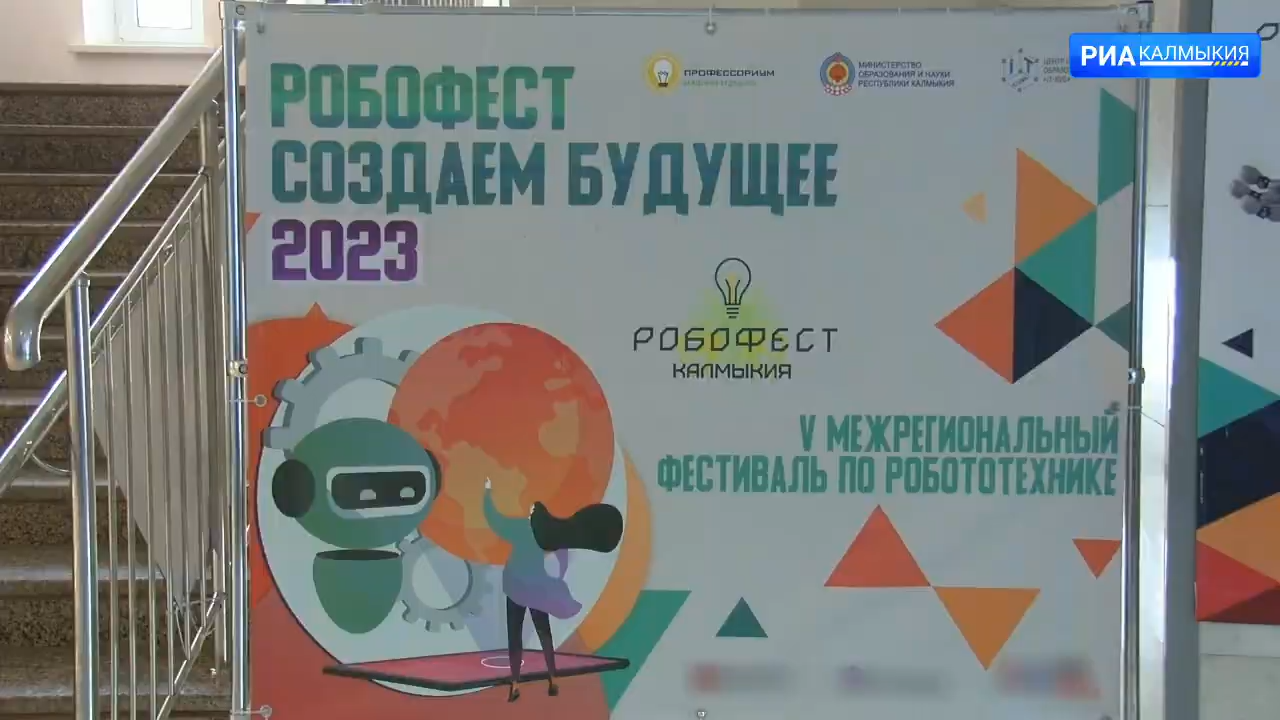 РИА КАЛМЫКИЯ
ПРОФЕССОРИУМ
МИНИСТЕРСТВО
ОБРАЗОВАНИЯ И НАУКИ
РЕСПУБЛИКИ КАЛМЫКИЯ
РОБОФЕСТ
СОЗДАЕМ БУДУЩЕЕ
2023
РОБОФЕСТ
КАЛМЫКИЯ
V МЕЖРЕГИОНАЛЬНЫЙ
ФЕСТИВАЛЬ ПО РОБОТОТЕХНИКЕ